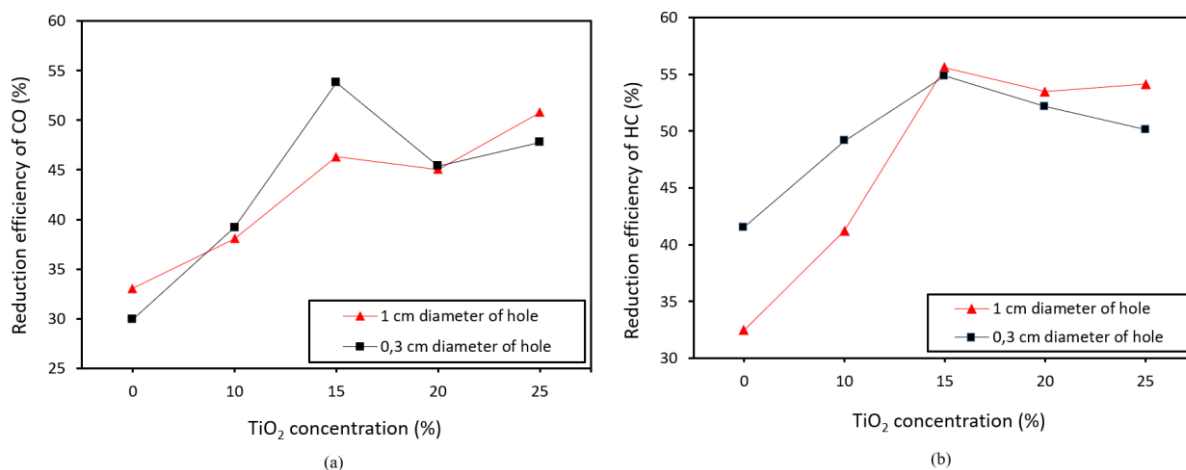 Reduction efficiency of CO (%)
60
55
50
45
40
35
30
25
0 10 15 20 25
TiO₂ concentration (%)
1 cm diameter of hole
0,3 cm diameter of hole
(a)
Reduction efficiency of HC (%)
60
55
50
45
40
35
30
0 10 15 20 25
TiO₂ concentration (%)
1 cm diameter of hole
0,3 cm diameter of hole
(b)